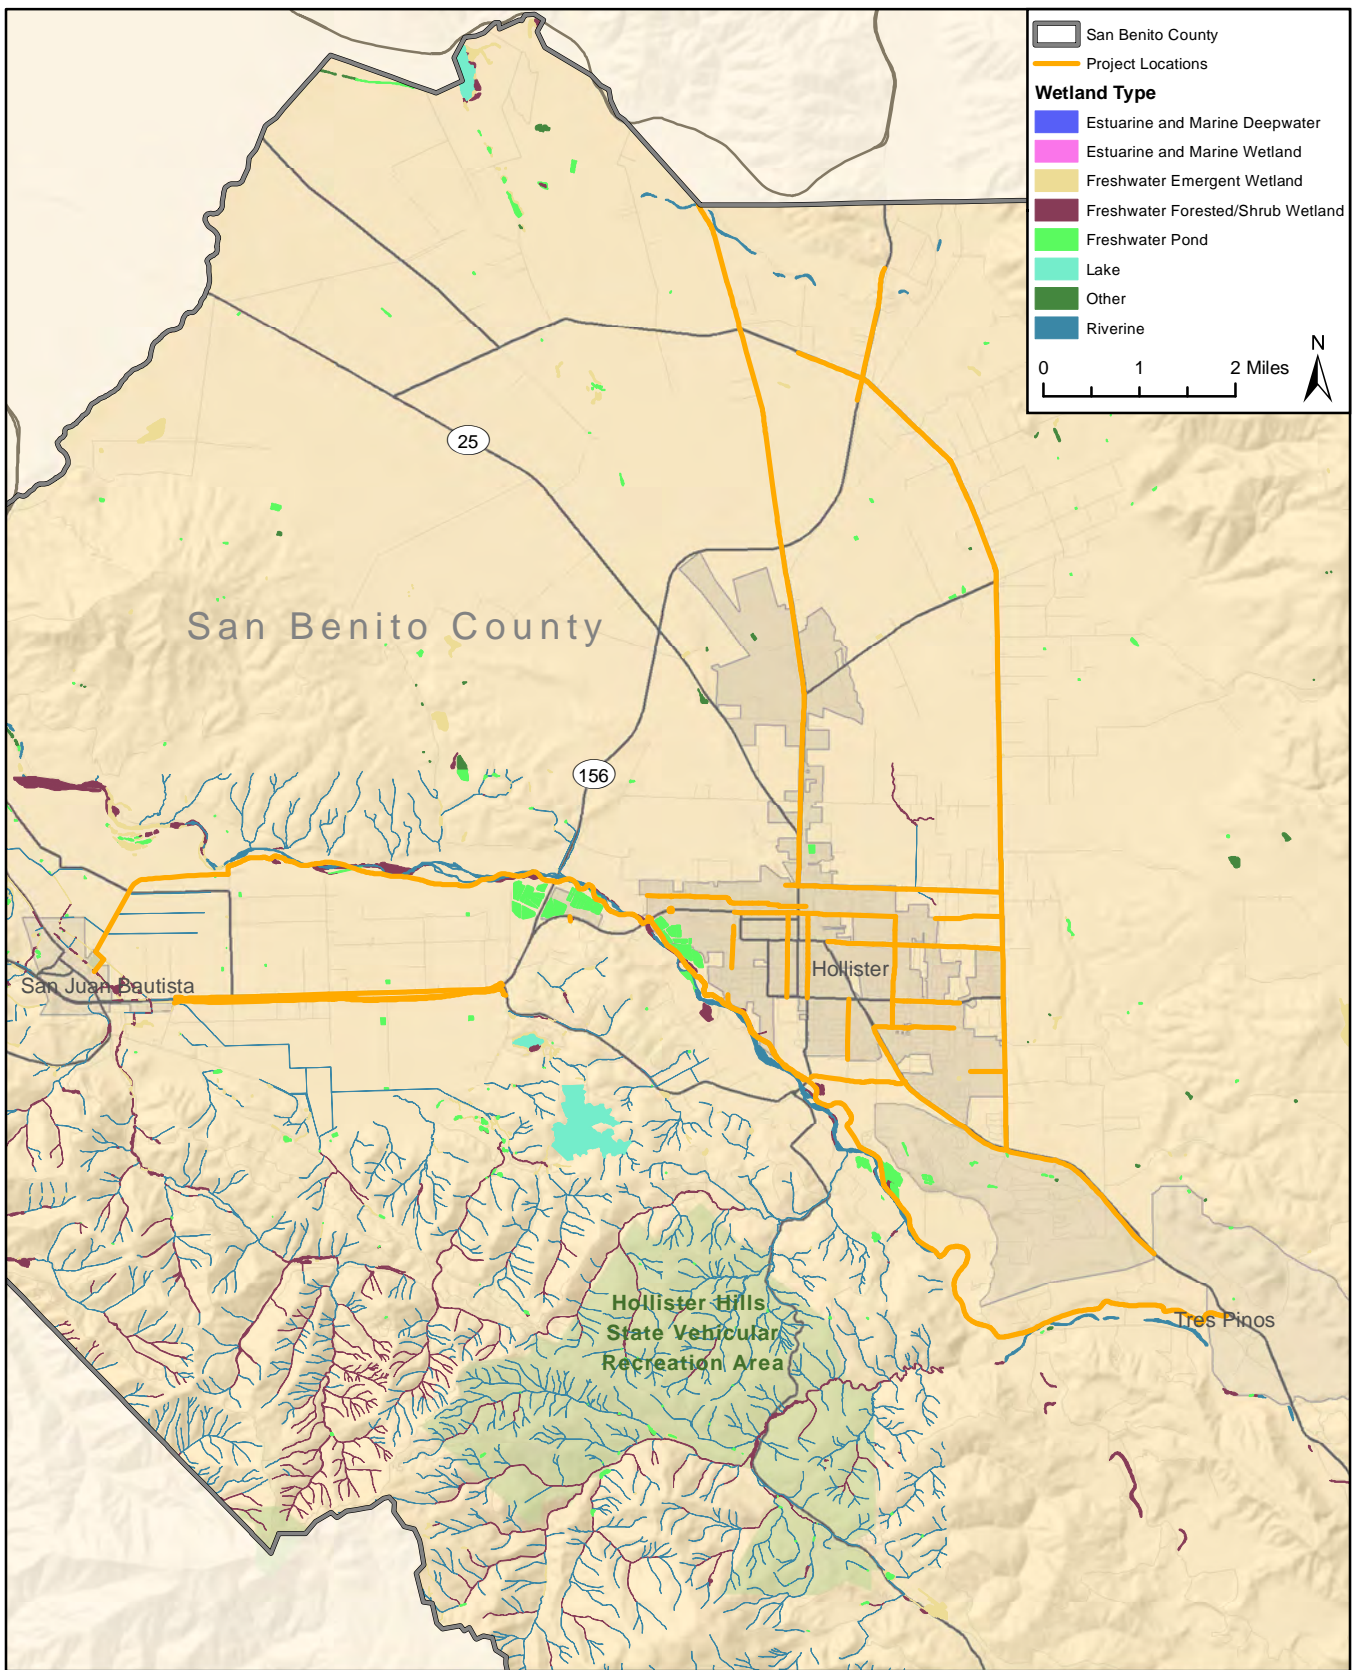 San Benito County
Project Locations
Wetland Type
Estuarine and Marine Deepwater
Estuarine and Marine Wetland
Freshwater Emergent Wetland
Freshwater Forested/Shrub Wetland
Freshwater Pond
Lake
Other
Riverine
N
0 1 2 Miles
25
San Benito County
156
Hollister
San Juan Bautista
Hollister Hills
State Vehicular
Recreation Area
Tres Pinos